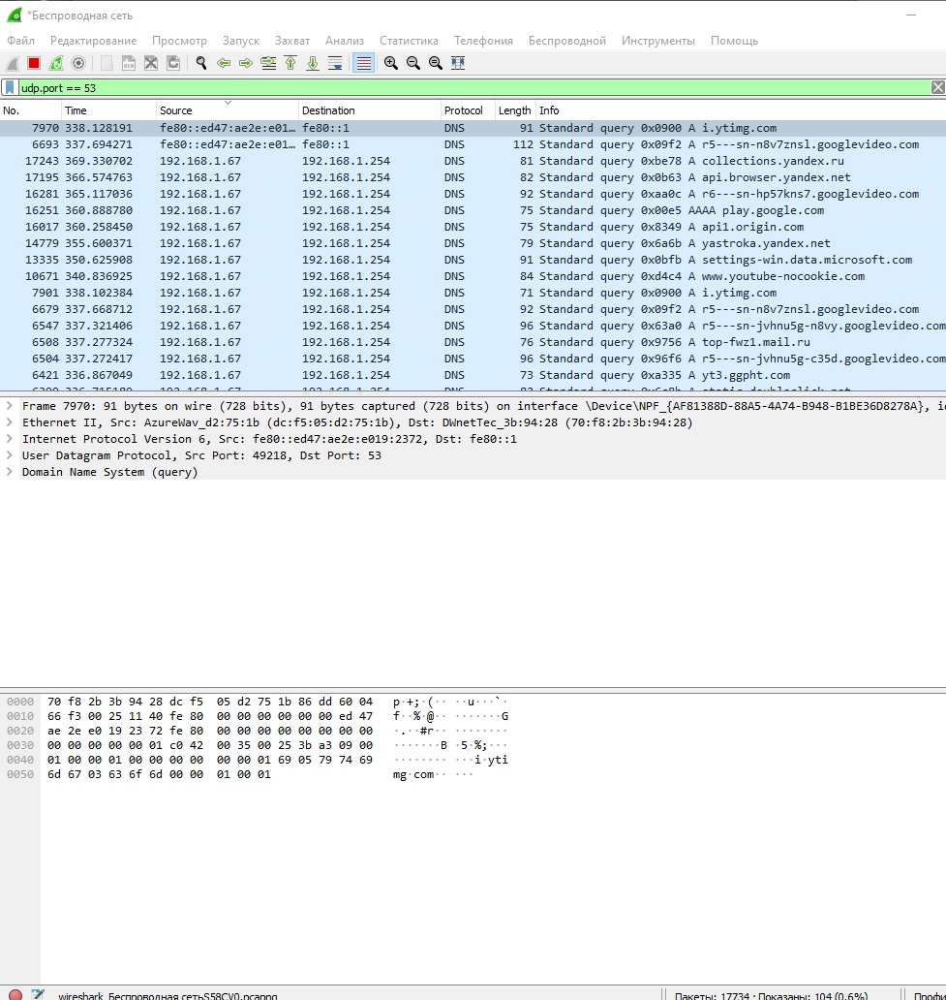 *Беспроводная сеть
Файл Редактирование Просмотр Запуск Захват Анализ Статистика Телефония Беспроводной Инструменты Помощь
udp.port == 53
No. Time Source Destination Protocol Length Info
7970 338.128191 fe80::ed47:ae2e:e01… fe80::1 DNS 91 Standard query 0x0900 A i.ytimg.com
6693 337.694271 fe80::ed47:ae2e:e01… fe80::1 DNS 112 Standard query 0x09f2 A r5---sn-n8v7znsl.googlevideo.com
17243 369.330702 192.168.1.67 192.168.1.254 DNS 81 Standard query 0xbe78 A collections.yandex.ru
17195 366.574763 192.168.1.67 192.168.1.254 DNS 82 Standard query 0x0b63 A api.browser.yandex.net
16281 365.117036 192.168.1.67 192.168.1.254 DNS 92 Standard query 0xaa0c A r6---sn-hp57kns7.googlevideo.com
16251 360.888780 192.168.1.67 192.168.1.254 DNS 75 Standard query 0x00e5 AAAA play.google.com
16017 360.258450 192.168.1.67 192.168.1.254 DNS 75 Standard query 0x8349 A api1.origin.com
14779 355.600371 192.168.1.67 192.168.1.254 DNS 79 Standard query 0x6a6b A yastroka.yandex.net
13335 350.625908 192.168.1.67 192.168.1.254 DNS 91 Standard query 0x0bfb A settings-win.data.microsoft.com
10671 340.836925 192.168.1.67 192.168.1.254 DNS 84 Standard query 0xd4c4 A www.youtube-nocookie.com
7901 338.102384 192.168.1.67 192.168.1.254 DNS 71 Standard query 0x0900 A i.ytimg.com
6679 337.668712 192.168.1.67 192.168.1.254 DNS 92 Standard query 0x09f2 A r5---sn-n8v7znsl.googlevideo.com
6547 337.321406 192.168.1.67 192.168.1.254 DNS 96 Standard query 0x63a0 A r5---sn-jvhnu5g-n8vy.googlevideo.com
6508 337.277324 192.168.1.67 192.168.1.254 DNS 76 Standard query 0x9756 A top-fwz1.mail.ru
6504 337.272417 192.168.1.67 192.168.1.254 DNS 96 Standard query 0x96f6 A r5---sn-jvhnu5g-c35d.googlevideo.com
6421 336.867049 192.168.1.67 192.168.1.254 DNS 73 Standard query 0xa335 A yt3.ggpht.com
Frame 7970: 91 bytes on wire (728 bits), 91 bytes captured (728 bits) on interface \Device\NPF_{AF81388D-88A5-4A74-B948-B1BE36D8278A}, i
Ethernet II, Src: AzureWav_d2:75:1b (dc:f5:05:d2:75:1b), Dst: DWnetTec_3b:94:28 (70:f8:2b:3b:94:28)
Internet Protocol Version 6, Src: fe80::ed47:ae2e:e019:2372, Dst: fe80::1
User Datagram Protocol, Src Port: 49218, Dst Port: 53
Domain Name System (query)
0000 70 f8 2b 3b 94 28 dc f5 05 d2 75 1b 86 dd 60 04 p·+;·(·· ··u···`·
0010 66 f3 00 25 11 40 fe 80 00 00 00 00 00 00 ed 47 f··%·@·· ·······G
0020 ae 2e e0 19 23 72 fe 80 00 00 00 00 00 00 00 00 ·.··#r·· ········
0030 00 00 00 00 00 01 c0 42 00 35 00 25 3b a3 09 00 ·······B ·5·%;···
0040 01 00 00 01 00 00 00 00 00 00 01 69 05 79 74 69 ········ ···i·yti
0050 6d 67 03 63 6f 6d 00 00 01 00 01 mg·com·· ···
wireshark_Беспроводная сетьS58CV0.pcapng Пакеты: 17734 · Показаны: 104 (0.6%)